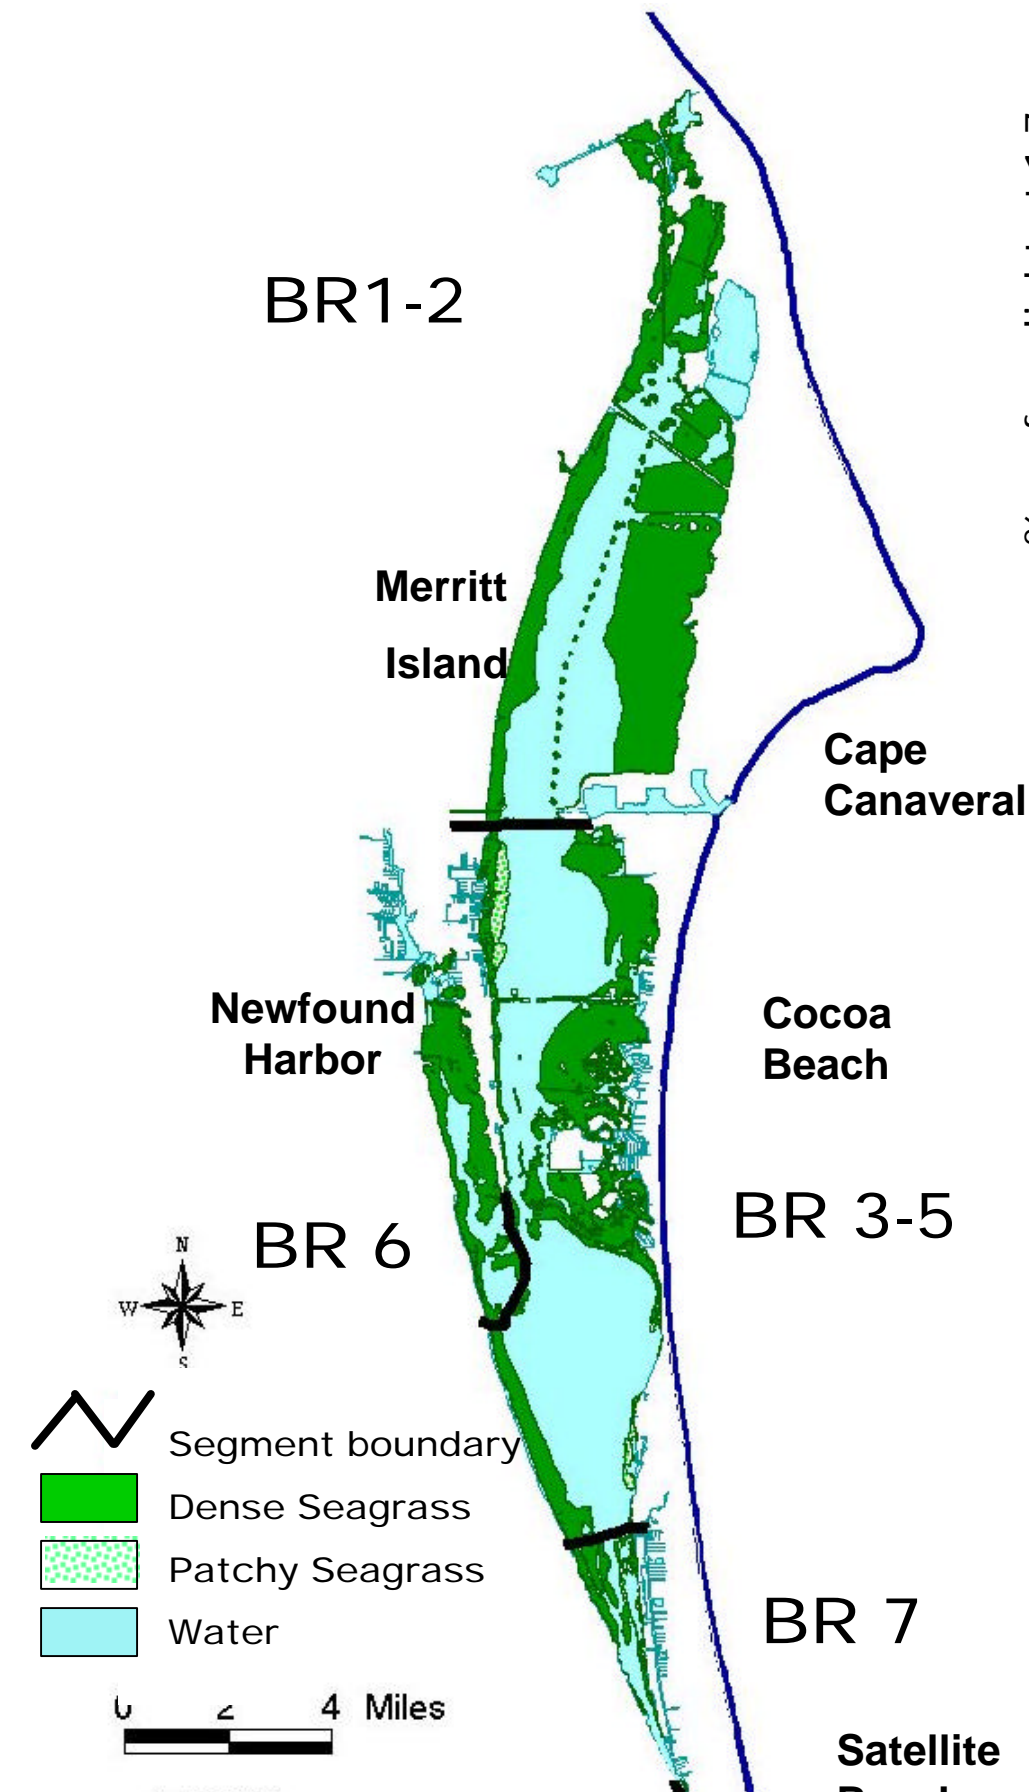 BR1-2
Merritt
Island
Cape
Canaveral
Newfound
Harbor
Cocoa
Beach
BR 3-5
BR 6
N
W E
S
Segment boundary
Dense Seagrass
Patchy Seagrass
Water
BR 7
4 Miles
Satellite